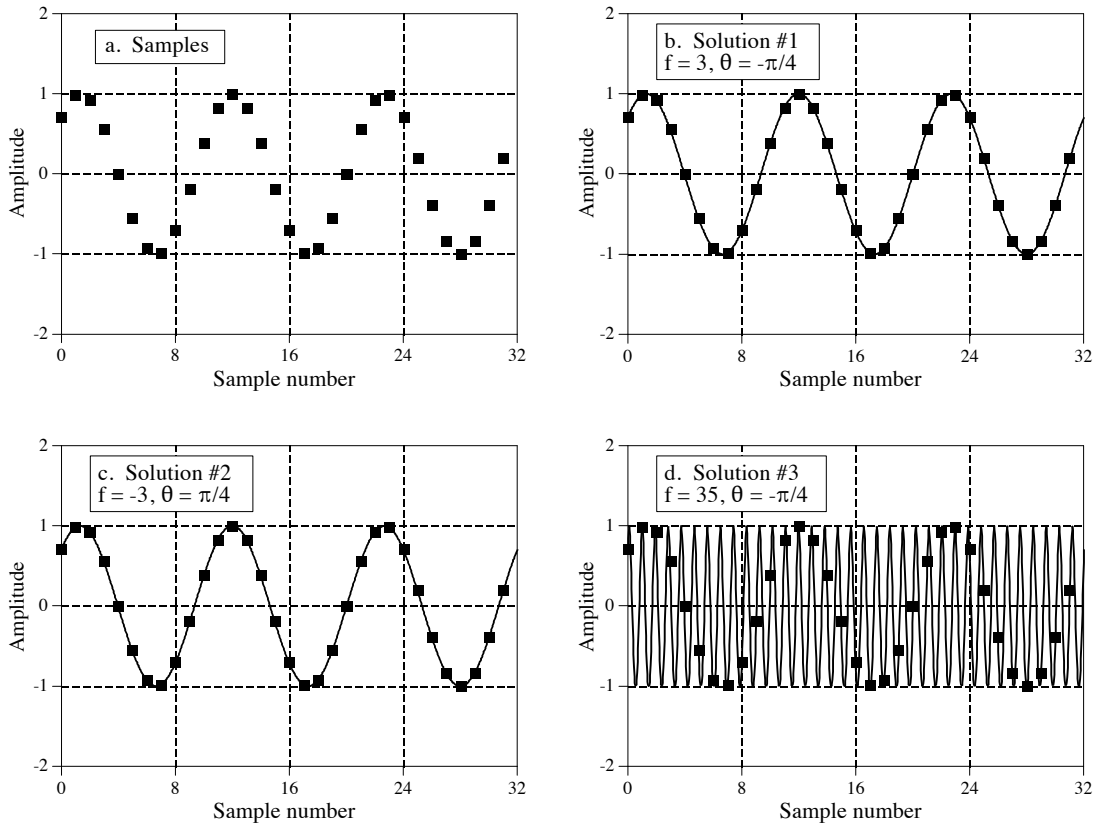 2
1
0
-1
-2
Amplitude
a. Samples
0 8 16 24 32
Sample number
2
1
0
-1
-2
Amplitude
b. Solution #1
f = 3, θ = -π/4
0 8 16 24 32
Sample number
2
1
0
-1
-2
Amplitude
c. Solution #2
f = -3, θ = π/4
0 8 16 24 32
Sample number
2
1
0
-1
-2
Amplitude
d. Solution #3
f = 35, θ = -π/4
0 8 16 24 32
Sample number